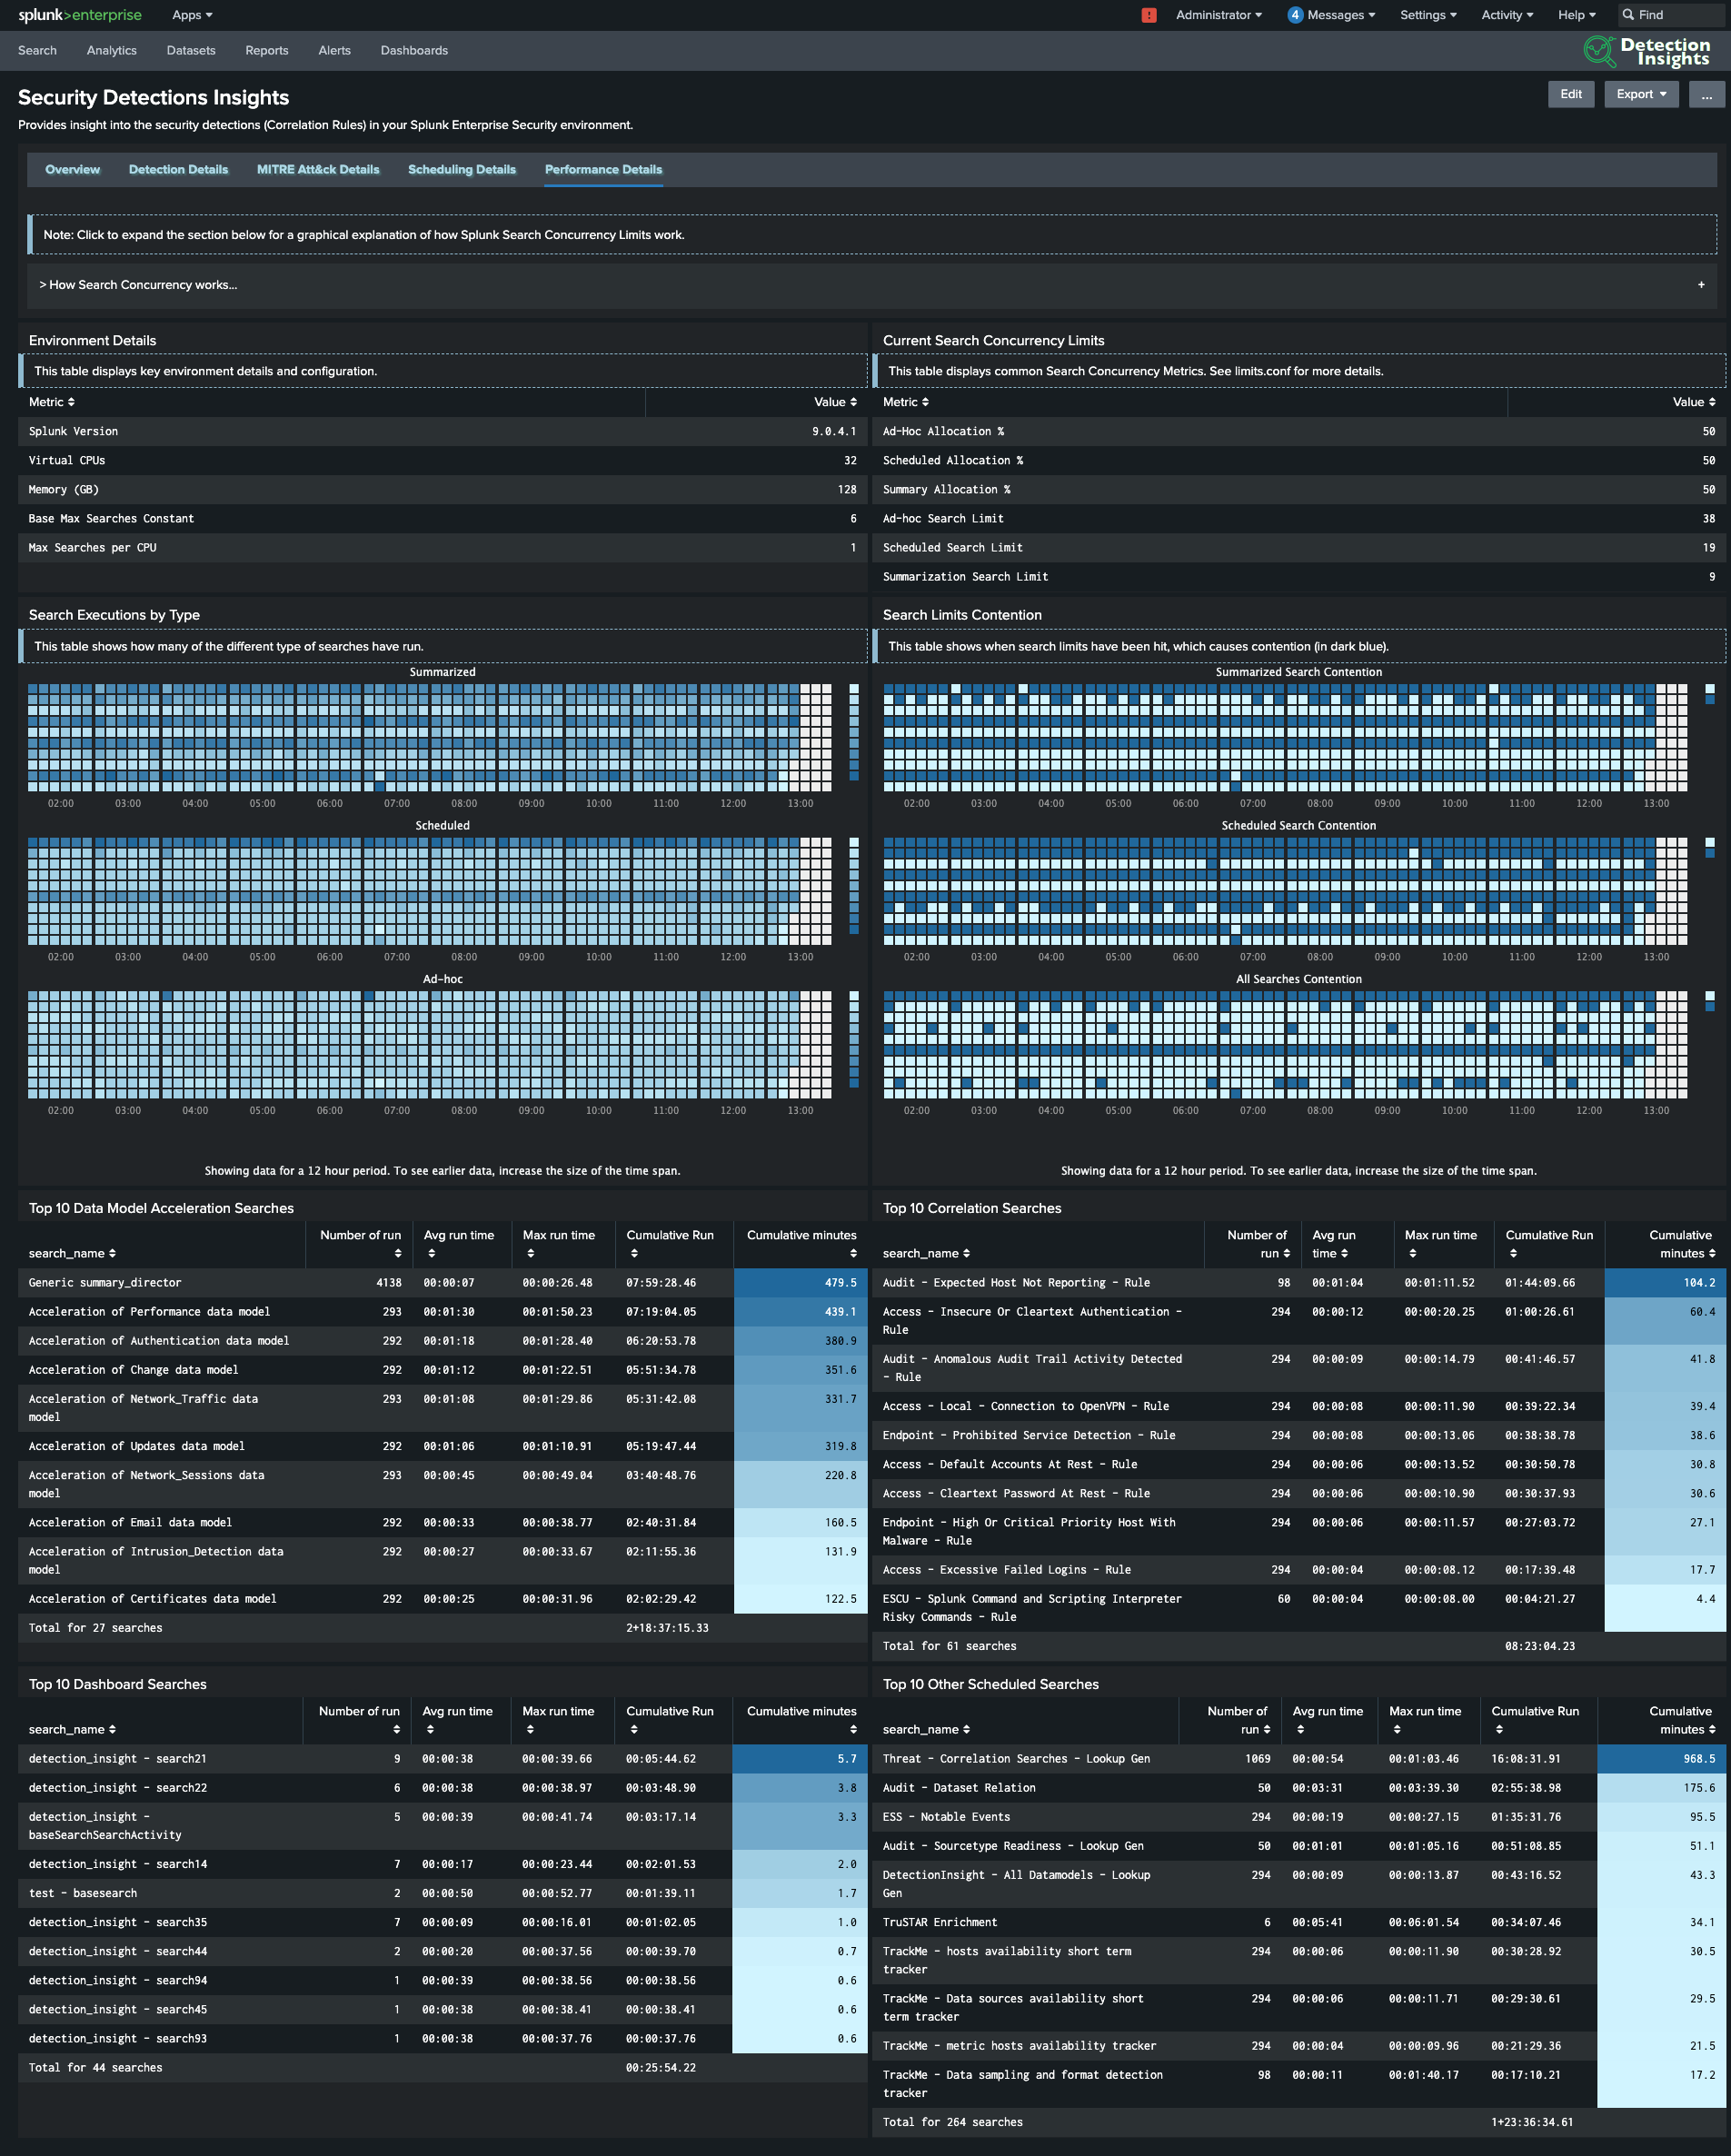 splunk>enterprise Apps ▾ ! Administrator ▾ 4 Messages ▾ Settings ▾ Activity ▾ Help ▾ Find
Search Analytics Datasets Reports Alerts Dashboards Detection
Insights
Security Detections Insights Edit Export ▾ ...
Provides insight into the security detections (Correlation Rules) in your Splunk Enterprise Security environment.
Overview Detection Details MITRE Att&ck Details Scheduling Details Performance Details
Note: Click to expand the section below for a graphical explanation of how Splunk Search Concurrency Limits work.
> How Search Concurrency works... +
Environment Details
This table displays key environment details and configuration.
Metric Value
Splunk Version 9.0.4.1
Virtual CPUs 32
Memory (GB) 128
Base Max Searches Constant 6
Max Searches per CPU 1
Current Search Concurrency Limits
This table displays common Search Concurrency Metrics. See limits.conf for more details.
Metric Value
Ad-Hoc Allocation % 50
Scheduled Allocation % 50
Summary Allocation % 50
Ad-hoc Search Limit 38
Scheduled Search Limit 19
Summarization Search Limit 9
Search Executions by Type
This table shows how many of the different type of searches have run.
Summarized
02:00 03:00 04:00 05:00 06:00 07:00 08:00 09:00 10:00 11:00 12:00 13:00
Scheduled
02:00 03:00 04:00 05:00 06:00 07:00 08:00 09:00 10:00 11:00 12:00 13:00
Ad-hoc
02:00 03:00 04:00 05:00 06:00 07:00 08:00 09:00 10:00 11:00 12:00 13:00
Showing data for a 12 hour period. To see earlier data, increase the size of the time span.
Search Limits Contention
This table shows when search limits have been hit, which causes contention (in dark blue).
Summarized Search Contention
02:00 03:00 04:00 05:00 06:00 07:00 08:00 09:00 10:00 11:00 12:00 13:00
Scheduled Search Contention
02:00 03:00 04:00 05:00 06:00 07:00 08:00 09:00 10:00 11:00 12:00 13:00
All Searches Contention
02:00 03:00 04:00 05:00 06:00 07:00 08:00 09:00 10:00 11:00 12:00 13:00
Showing data for a 12 hour period. To see earlier data, increase the size of the time span.
Top 10 Data Model Acceleration Searches
search_name Number of run Avg run time Max run time Cumulative Run Cumulative minutes
Generic summary_director 4138 00:00:07 00:00:26.48 07:59:28.46 479.5
Acceleration of Performance data model 293 00:01:30 00:01:50.23 07:19:04.05 439.1
Acceleration of Authentication data model 292 00:01:18 00:01:28.40 06:20:53.78 380.9
Acceleration of Change data model 292 00:01:12 00:01:22.51 05:51:34.78 351.6
Acceleration of Network_Traffic data 293 00:01:08 00:01:29.86 05:31:42.08 331.7
model
Acceleration of Updates data model 292 00:01:06 00:01:10.91 05:19:47.44 319.8
Acceleration of Network_Sessions data 293 00:00:45 00:00:49.04 03:40:48.76 220.8
model
Acceleration of Email data model 292 00:00:33 00:00:38.77 02:40:31.84 160.5
Acceleration of Intrusion_Detection data 292 00:00:27 00:00:33.67 02:11:55.36 131.9
model
Acceleration of Certificates data model 292 00:00:25 00:00:31.96 02:02:29.42 122.5
Total for 27 searches 2+18:37:15.33
Top 10 Correlation Searches
search_name Number of run Avg run time Max run time Cumulative Run Cumulative minutes
Audit - Expected Host Not Reporting - Rule 98 00:01:04 00:01:11.52 01:44:09.66 104.2
Access - Insecure Or Cleartext Authentication - 294 00:00:12 00:00:20.25 01:00:26.61 60.4
Rule
Audit - Anomalous Audit Trail Activity Detected 294 00:00:09 00:00:14.79 00:41:46.57 41.8
- Rule
Access - Local - Connection to OpenVPN - Rule 294 00:00:08 00:00:11.90 00:39:22.34 39.4
Endpoint - Prohibited Service Detection - Rule 294 00:00:08 00:00:13.06 00:38:38.78 38.6
Access - Default Accounts At Rest - Rule 294 00:00:06 00:00:13.52 00:30:50.78 30.8
Access - Cleartext Password At Rest - Rule 294 00:00:06 00:00:10.90 00:30:37.93 30.6
Endpoint - High Or Critical Priority Host With 294 00:00:06 00:00:11.57 00:27:03.72 27.1
Malware - Rule
Access - Excessive Failed Logins - Rule 294 00:00:04 00:00:08.12 00:17:39.48 17.7
ESCU - Splunk Command and Scripting Interpreter 60 00:00:04 00:00:08.00 00:04:21.27 4.4
Risky Commands - Rule
Total for 61 searches 08:23:04.23
Top 10 Dashboard Searches
search_name Number of run Avg run time Max run time Cumulative Run Cumulative minutes
detection_insight - search21 9 00:00:38 00:00:39.66 00:05:44.62 5.7
detection_insight - search22 6 00:00:38 00:00:38.97 00:03:48.90 3.8
detection_insight - 5 00:00:39 00:00:41.74 00:03:17.14 3.3
baseSearchSearchActivity
detection_insight - search14 7 00:00:17 00:00:23.44 00:02:01.53 2.0
test - basesearch 2 00:00:50 00:00:52.77 00:01:39.11 1.7
detection_insight - search35 7 00:00:09 00:00:16.01 00:01:02.05 1.0
detection_insight - search44 2 00:00:20 00:00:37.56 00:00:39.70 0.7
detection_insight - search94 1 00:00:39 00:00:38.56 00:00:38.56 0.6
detection_insight - search45 1 00:00:38 00:00:38.41 00:00:38.41 0.6
detection_insight - search93 1 00:00:38 00:00:37.76 00:00:37.76 0.6
Total for 44 searches 00:25:54.22
Top 10 Other Scheduled Searches
search_name Number of run Avg run time Max run time Cumulative Run Cumulative minutes
Threat - Correlation Searches - Lookup Gen 1069 00:00:54 00:01:03.46 16:08:31.91 968.5
Audit - Dataset Relation 50 00:03:31 00:03:39.30 02:55:38.98 175.6
ESS - Notable Events 294 00:00:19 00:00:27.15 01:35:31.76 95.5
Audit - Sourcetype Readiness - Lookup Gen 50 00:01:01 00:01:05.16 00:51:08.85 51.1
DetectionInsight - All Datamodels - Lookup 294 00:00:09 00:00:13.87 00:43:16.52 43.3
Gen
TruSTAR Enrichment 6 00:05:41 00:06:01.54 00:34:07.46 34.1
TrackMe - hosts availability short term 294 00:00:06 00:00:11.90 00:30:28.92 30.5
tracker
TrackMe - Data sources availability short 294 00:00:06 00:00:11.71 00:29:30.61 29.5
term tracker
TrackMe - metric hosts availability tracker 294 00:00:04 00:00:09.96 00:21:29.36 21.5
TrackMe - Data sampling and format detection 98 00:00:11 00:01:40.17 00:17:10.21 17.2
tracker
Total for 264 searches 1+23:36:34.61